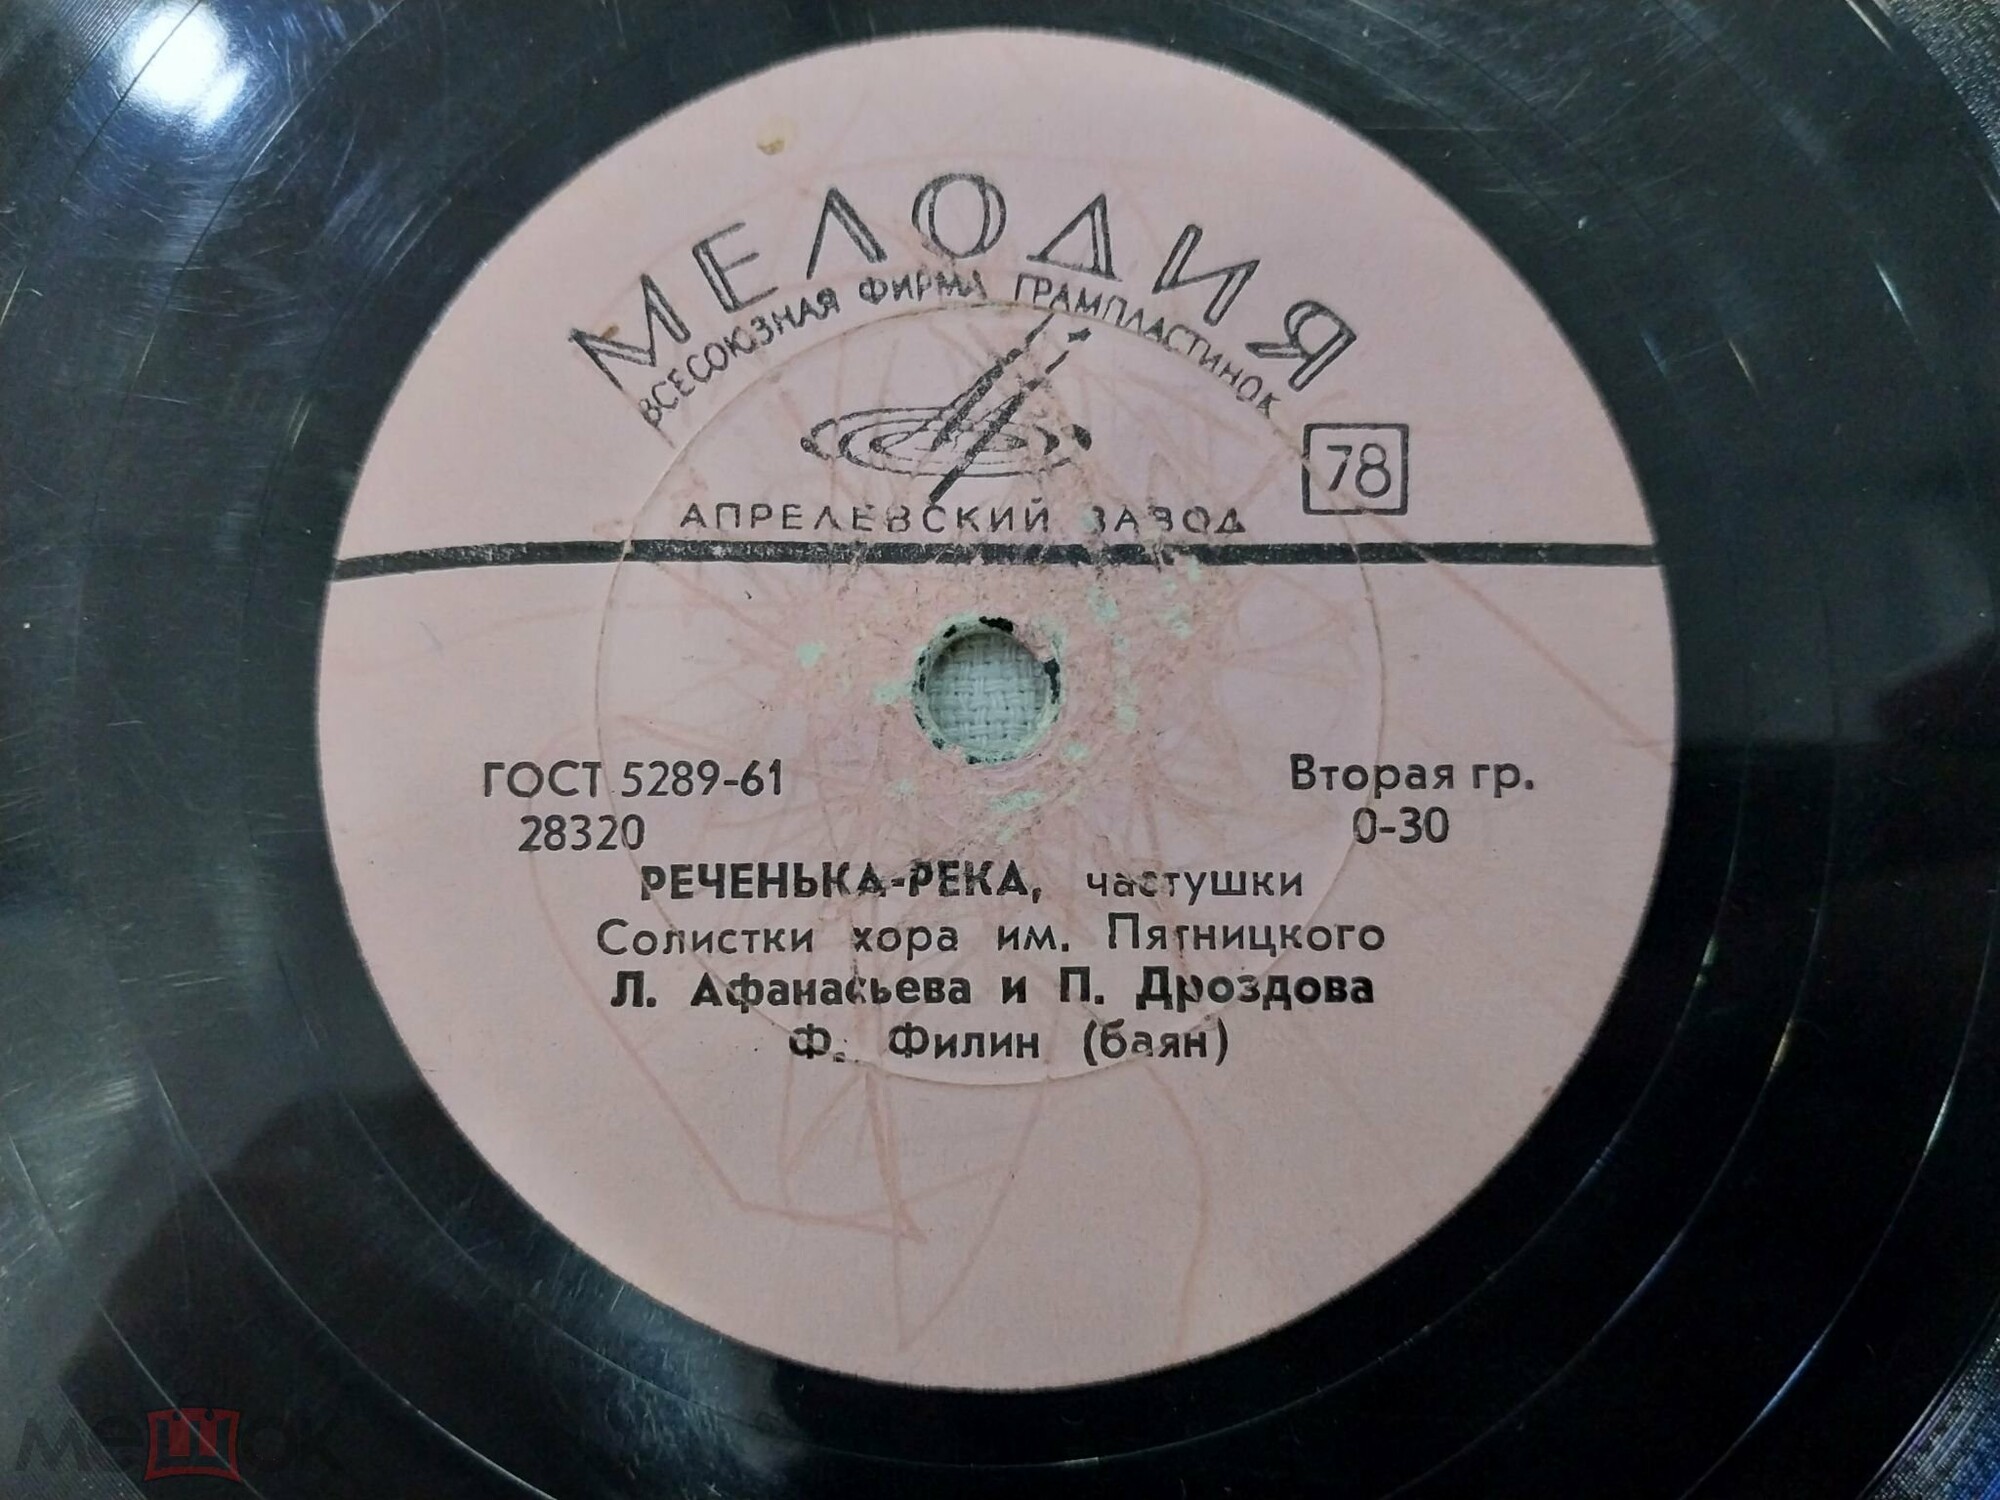 МЕЛОДИЯ
ВСЕСОЮЗНАЯ ФИРМА ГРАМПЛАСТИНОК
78
АПРЕЛЕВСКИЙ ЗАВОД
ГОСТ 5289-61
Вторая гр.
28320
0-30
РЕЧЕНЬКА-РЕКА, частушки
Солистки хора им. Пятницкого
Л. Афанасьева и П. Дроздова
Ф. Филин (баян)
мешок